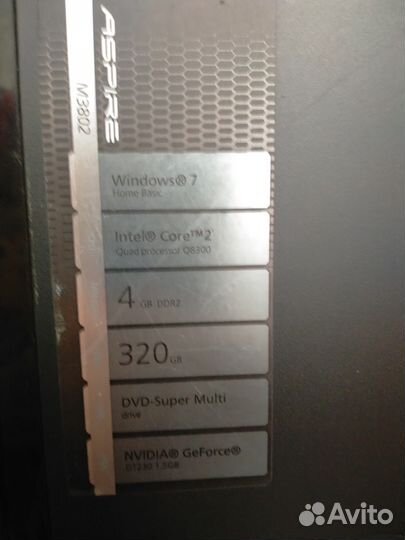 ASPIRE
M3802
Windows® 7
Home Basic
Intel® Core™2
Quad processor Q8300
4 GB DDR2
320 GB
DVD-Super Multi
drive
NVIDIA® GeForce®
GT230 1.5GB
Avito